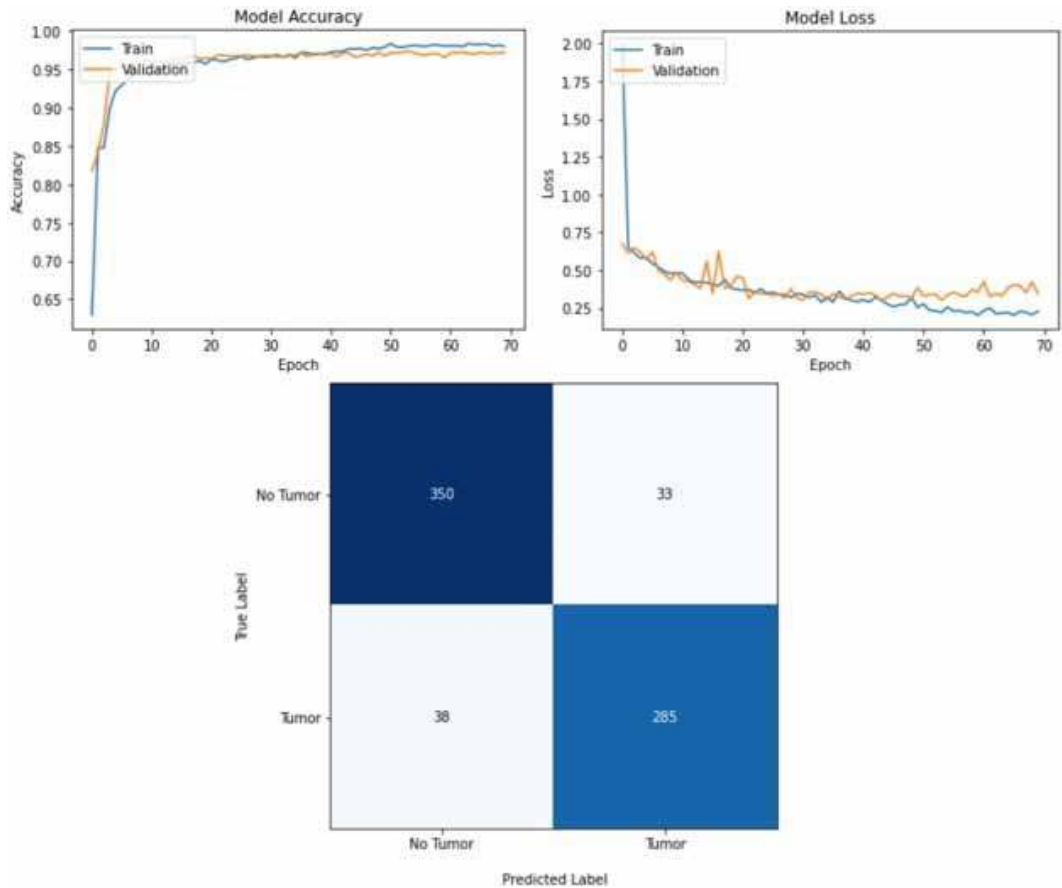 Model Accuracy
1.00
0.95
0.90
0.85
0.80
0.75
0.70
0.65
Accuracy
Train
Validation
0 10 20 30 40 50 60 70
Epoch
Model Loss
2.00
1.75
1.50
1.25
1.00
0.75
0.50
0.25
Loss
Train
Validation
0 10 20 30 40 50 60 70
Epoch
True Label
No Tumor
350 33
Tumor
38 285
No Tumor Tumor
Predicted Label